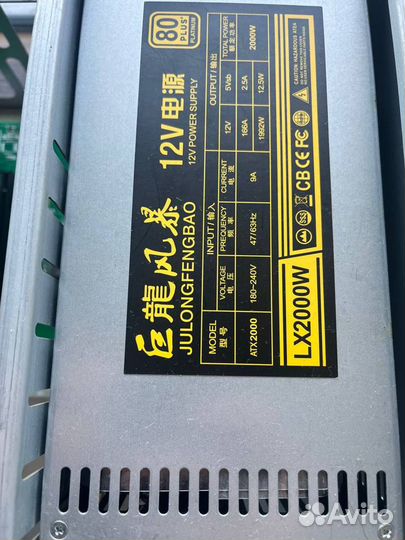 80
PLUS
PLATINUM
巨龍风暴
JULONGFENGBAO
12V电源
12V POWER SUPPLY
MODEL
型号
INPUT/输入
OUTPUT/输出
TOTAL POWER
额定功率
VOLTAGE
电压
FREQUENCY
频率
CURRENT
电流
12V
5Vsb
ATX2000
180-240V
47/63Hz
9A
166A
2.5A
2000W
1992W
12.5W
LX2000W
CB CE FC
CAUTION: HAZARDOUS AREA
Avito